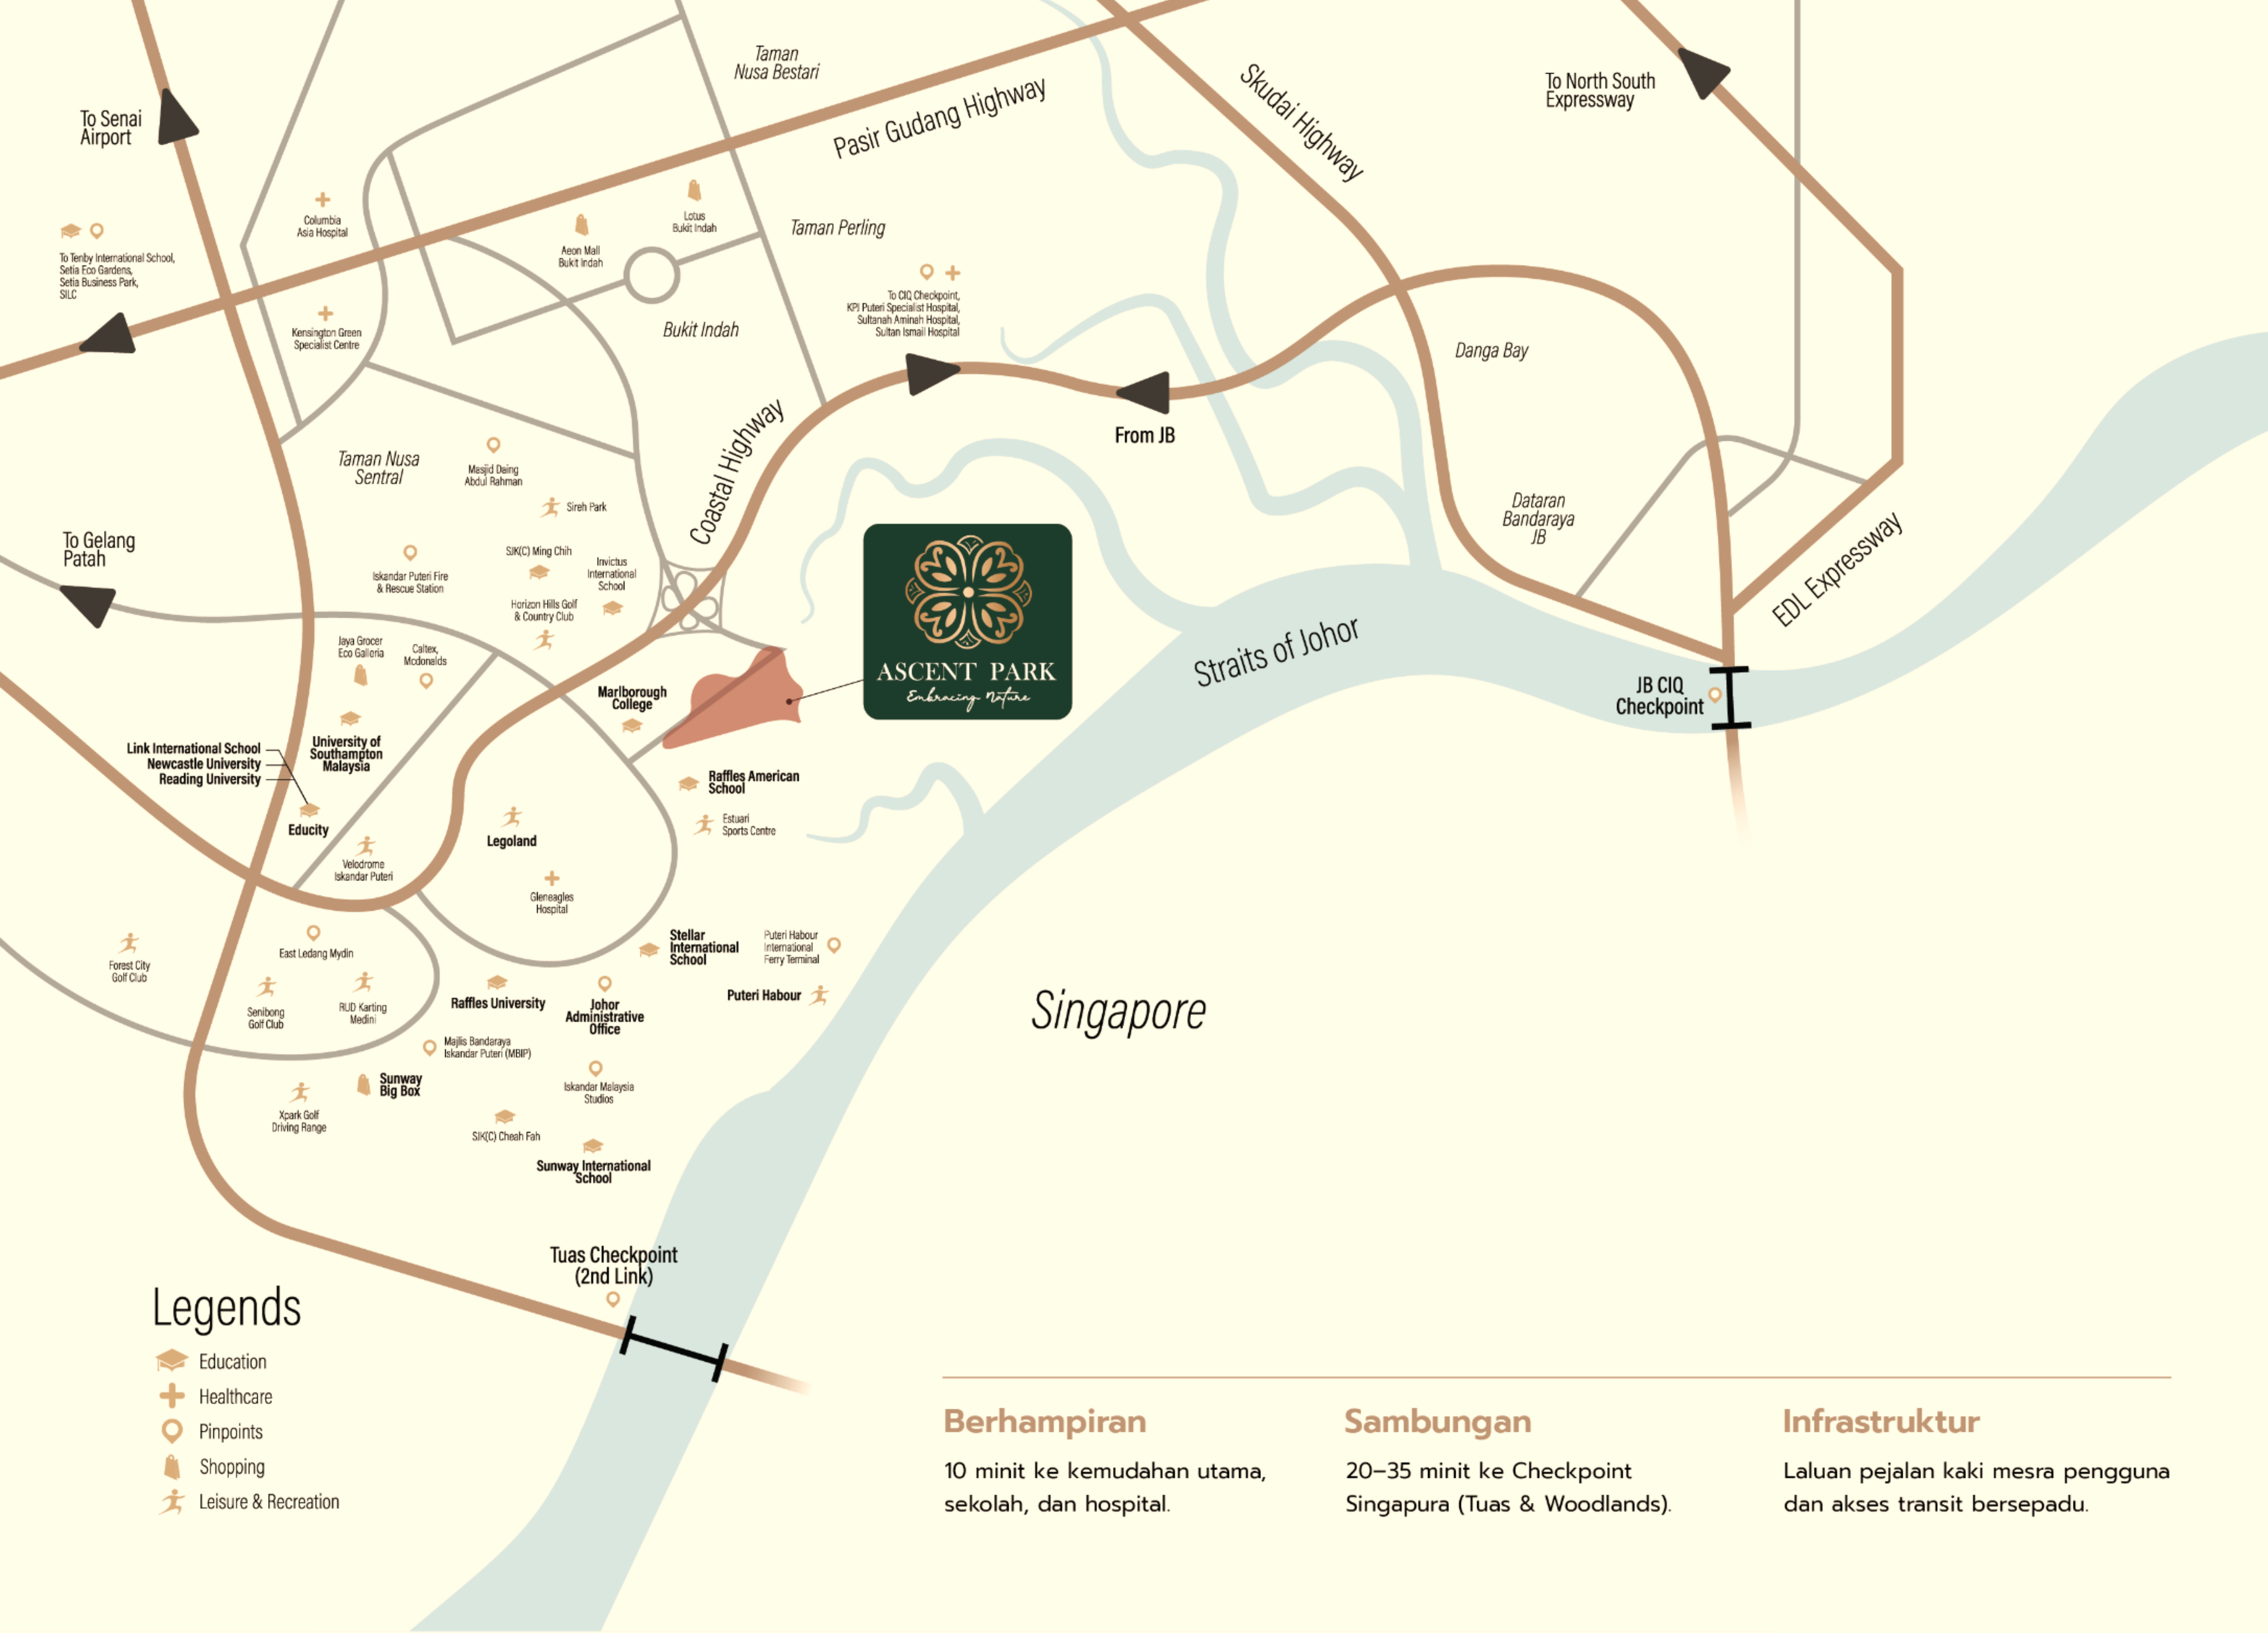 Taman
Nusa Bestari
To Senai
Airport
Pasir Gudang Highway
Skudai Highway
To North South
Expressway
Columbia
Asia Hospital
Lotus
Bukit Indah
Aeon Mall
Bukit Indah
Taman Perling
To Tenby International School,
Setia Eco Gardens,
Setia Business Park,
SILC
To CIQ Checkpoint,
KPJ Puteri Specialist Hospital,
Sultanah Aminah Hospital,
Sultan Ismail Hospital
Kensington Green
Specialist Centre
Bukit Indah
Danga Bay
Coastal Highway
From JB
Taman Nusa
Sentral
Masjid Daing
Abdul Rahman
Sireh Park
Dataran
Bandaraya
JB
To Gelang
Patah
Iskandar Puteri Fire
& Rescue Station
SJK(C) Ming Chih
Invictus
International
School
Horizon Hills Golf
& Country Club
EDL Expressway
ASCENT PARK
Embracing Nature
Jaya Grocer
Eco Galleria
Caltex,
Mcdonalds
Straits of Johor
JB CIQ
Checkpoint
Marlborough
College
Link International School
Newcastle University
Reading University
University of
Southampton
Malaysia
Raffles American
School
Educity
Legoland
Estuari
Sports Centre
Velodrome
Iskandar Puteri
Gleneagles
Hospital
Forest City
Golf Club
East Ledang Mydin
Stellar
International
School
Puteri Habour
International
Ferry Terminal
Senibong
Golf Club
RUD Karting
Medini
Raffles University
Johor
Administrative
Office
Puteri Habour
Singapore
Majlis Bandaraya
Iskandar Puteri (MBIP)
Sunway
Big Box
Iskandar Malaysia
Studios
Xpark Golf
Driving Range
SJK(C) Cheah Fah
Sunway International
School
Tuas Checkpoint
(2nd Link)
Legends
Education
Healthcare
Pinpoints
Shopping
Leisure & Recreation
Berhampiran
10 minit ke kemudahan utama,
sekolah, dan hospital.
Sambungan
20–35 minit ke Checkpoint
Singapura (Tuas & Woodlands).
Infrastruktur
Laluan pejalan kaki mesra pengguna
dan akses transit bersepadu.